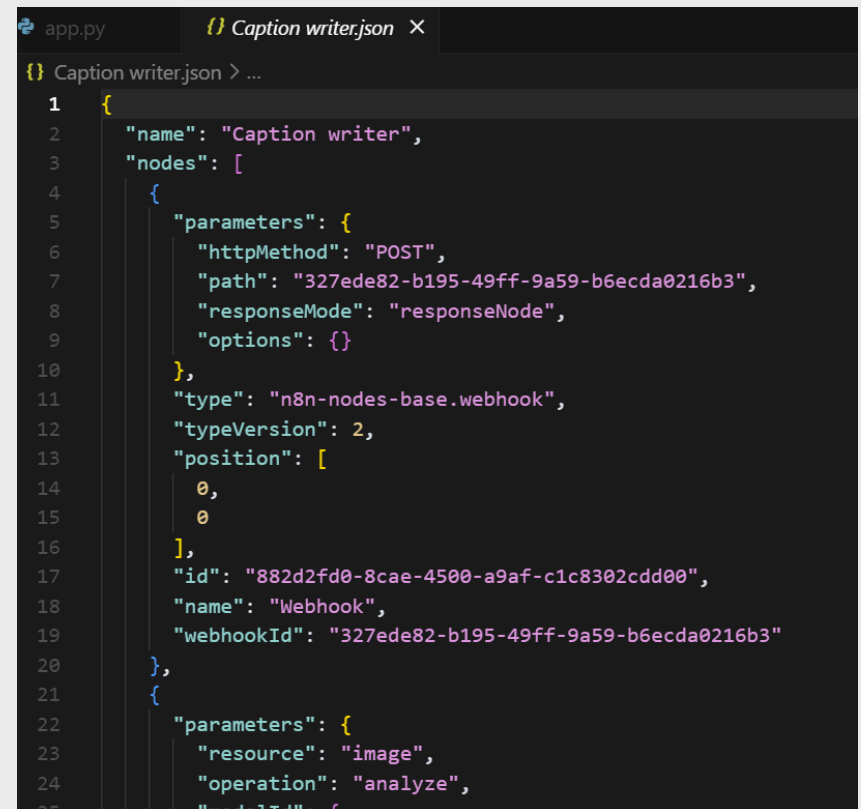 app.py
{} Caption writer.json ×
{} Caption writer.json > ...
1 {
2 "name": "Caption writer",
3 "nodes": [
4 {
5 "parameters": {
6 "httpMethod": "POST",
7 "path": "327ede82-b195-49ff-9a59-b6ecda0216b3",
8 "responseMode": "responseNode",
9 "options": {}
10 },
11 "type": "n8n-nodes-base.webhook",
12 "typeVersion": 2,
13 "position": [
14 0,
15 0
16 ],
17 "id": "882d2fd0-8cae-4500-a9af-c1c8302cdd00",
18 "name": "Webhook",
19 "webhookId": "327ede82-b195-49ff-9a59-b6ecda0216b3"
20 },
21 {
22 "parameters": {
23 "resource": "image",
24 "operation": "analyze",